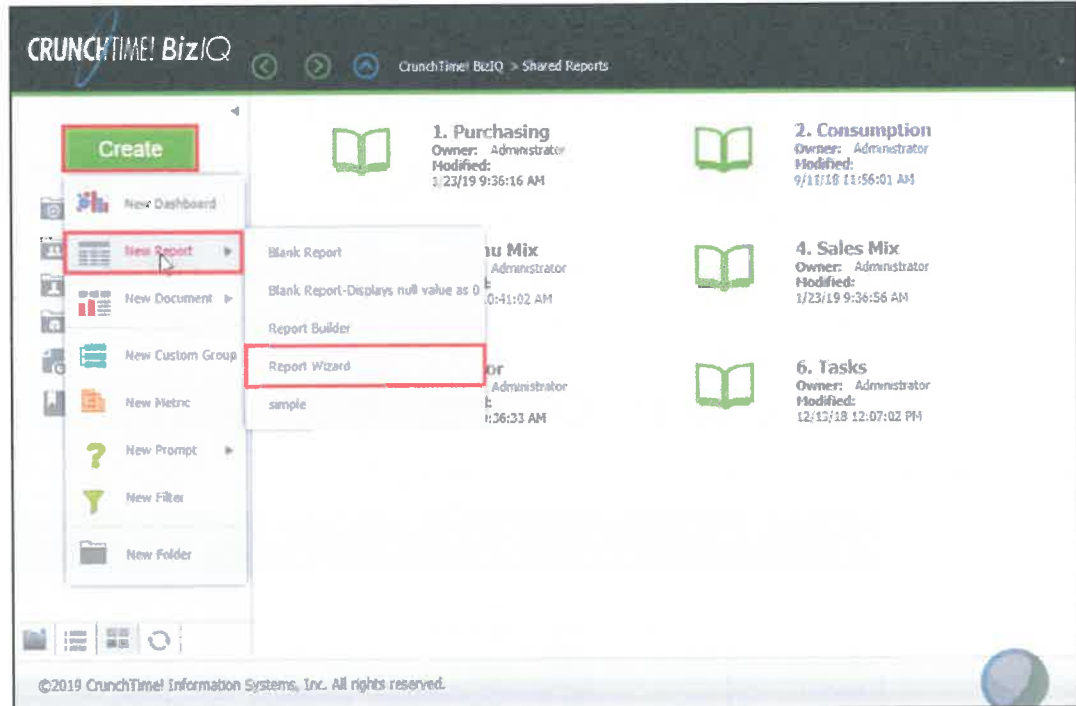 CRUNCHTIME! BizIQ
CrunchTime! BizIQ > Shared Reports
Create
New Dashboard
New Report
New Document
New Custom Group
New Metric
New Prompt
New Filter
New Folder
Blank Report
Blank Report-Displays null value as 0
Report Builder
Report Wizard
simple
1. Purchasing
Owner: Administrator
Modified:
1/23/19 9:36:16 AM
2. Consumption
Owner: Administrator
Modified:
9/11/18 11:56:01 AM
nu Mix
Administrator
0:41:02 AM
4. Sales Mix
Owner: Administrator
Modified:
1/23/19 9:36:56 AM
or
Administrator
:36:33 AM
6. Tasks
Owner: Administrator
Modified:
12/13/18 12:07:02 PM
©2019 CrunchTime! Information Systems, Inc. All rights reserved.